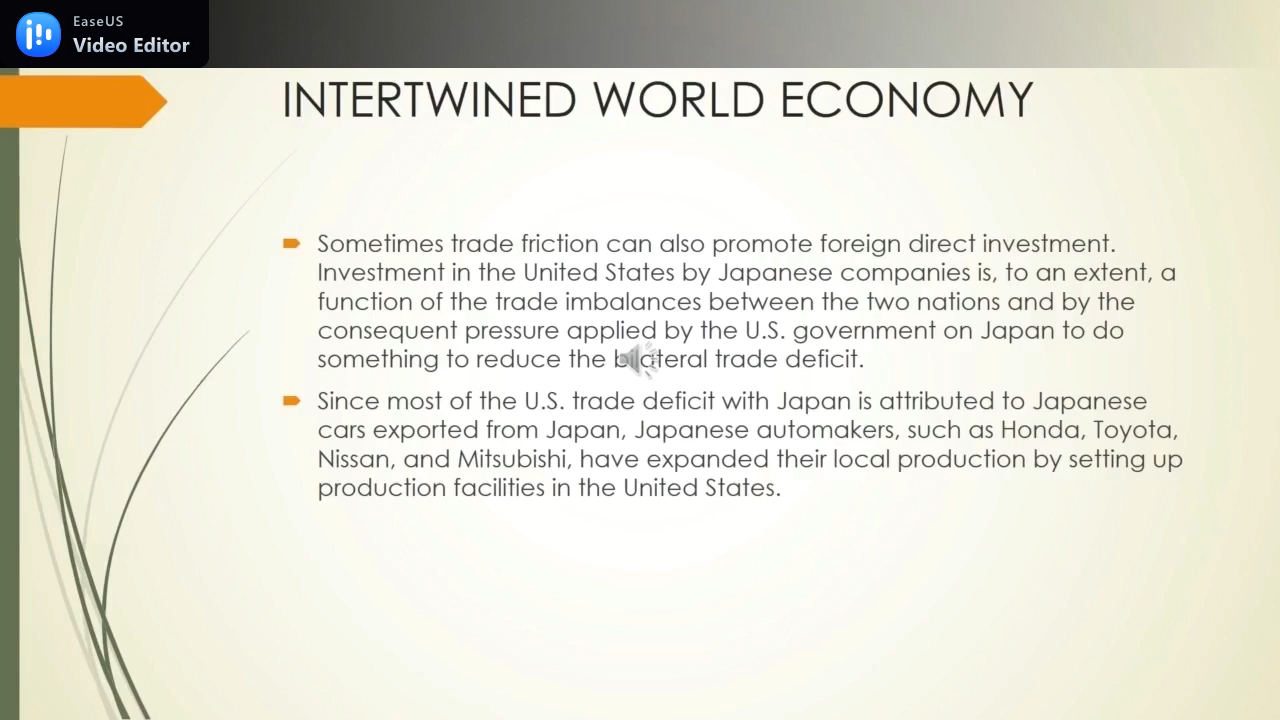 EaseUS
Video Editor
INTERTWINED WORLD ECONOMY
Sometimes trade friction can also promote foreign direct investment.
Investment in the United States by Japanese companies is, to an extent, a
function of the trade imbalances between the two nations and by the
consequent pressure applied by the U.S. government on Japan to do
something to reduce the bilateral trade deficit.
Since most of the U.S. trade deficit with Japan is attributed to Japanese
cars exported from Japan, Japanese automakers, such as Honda, Toyota,
Nissan, and Mitsubishi, have expanded their local production by setting up
production facilities in the United States.